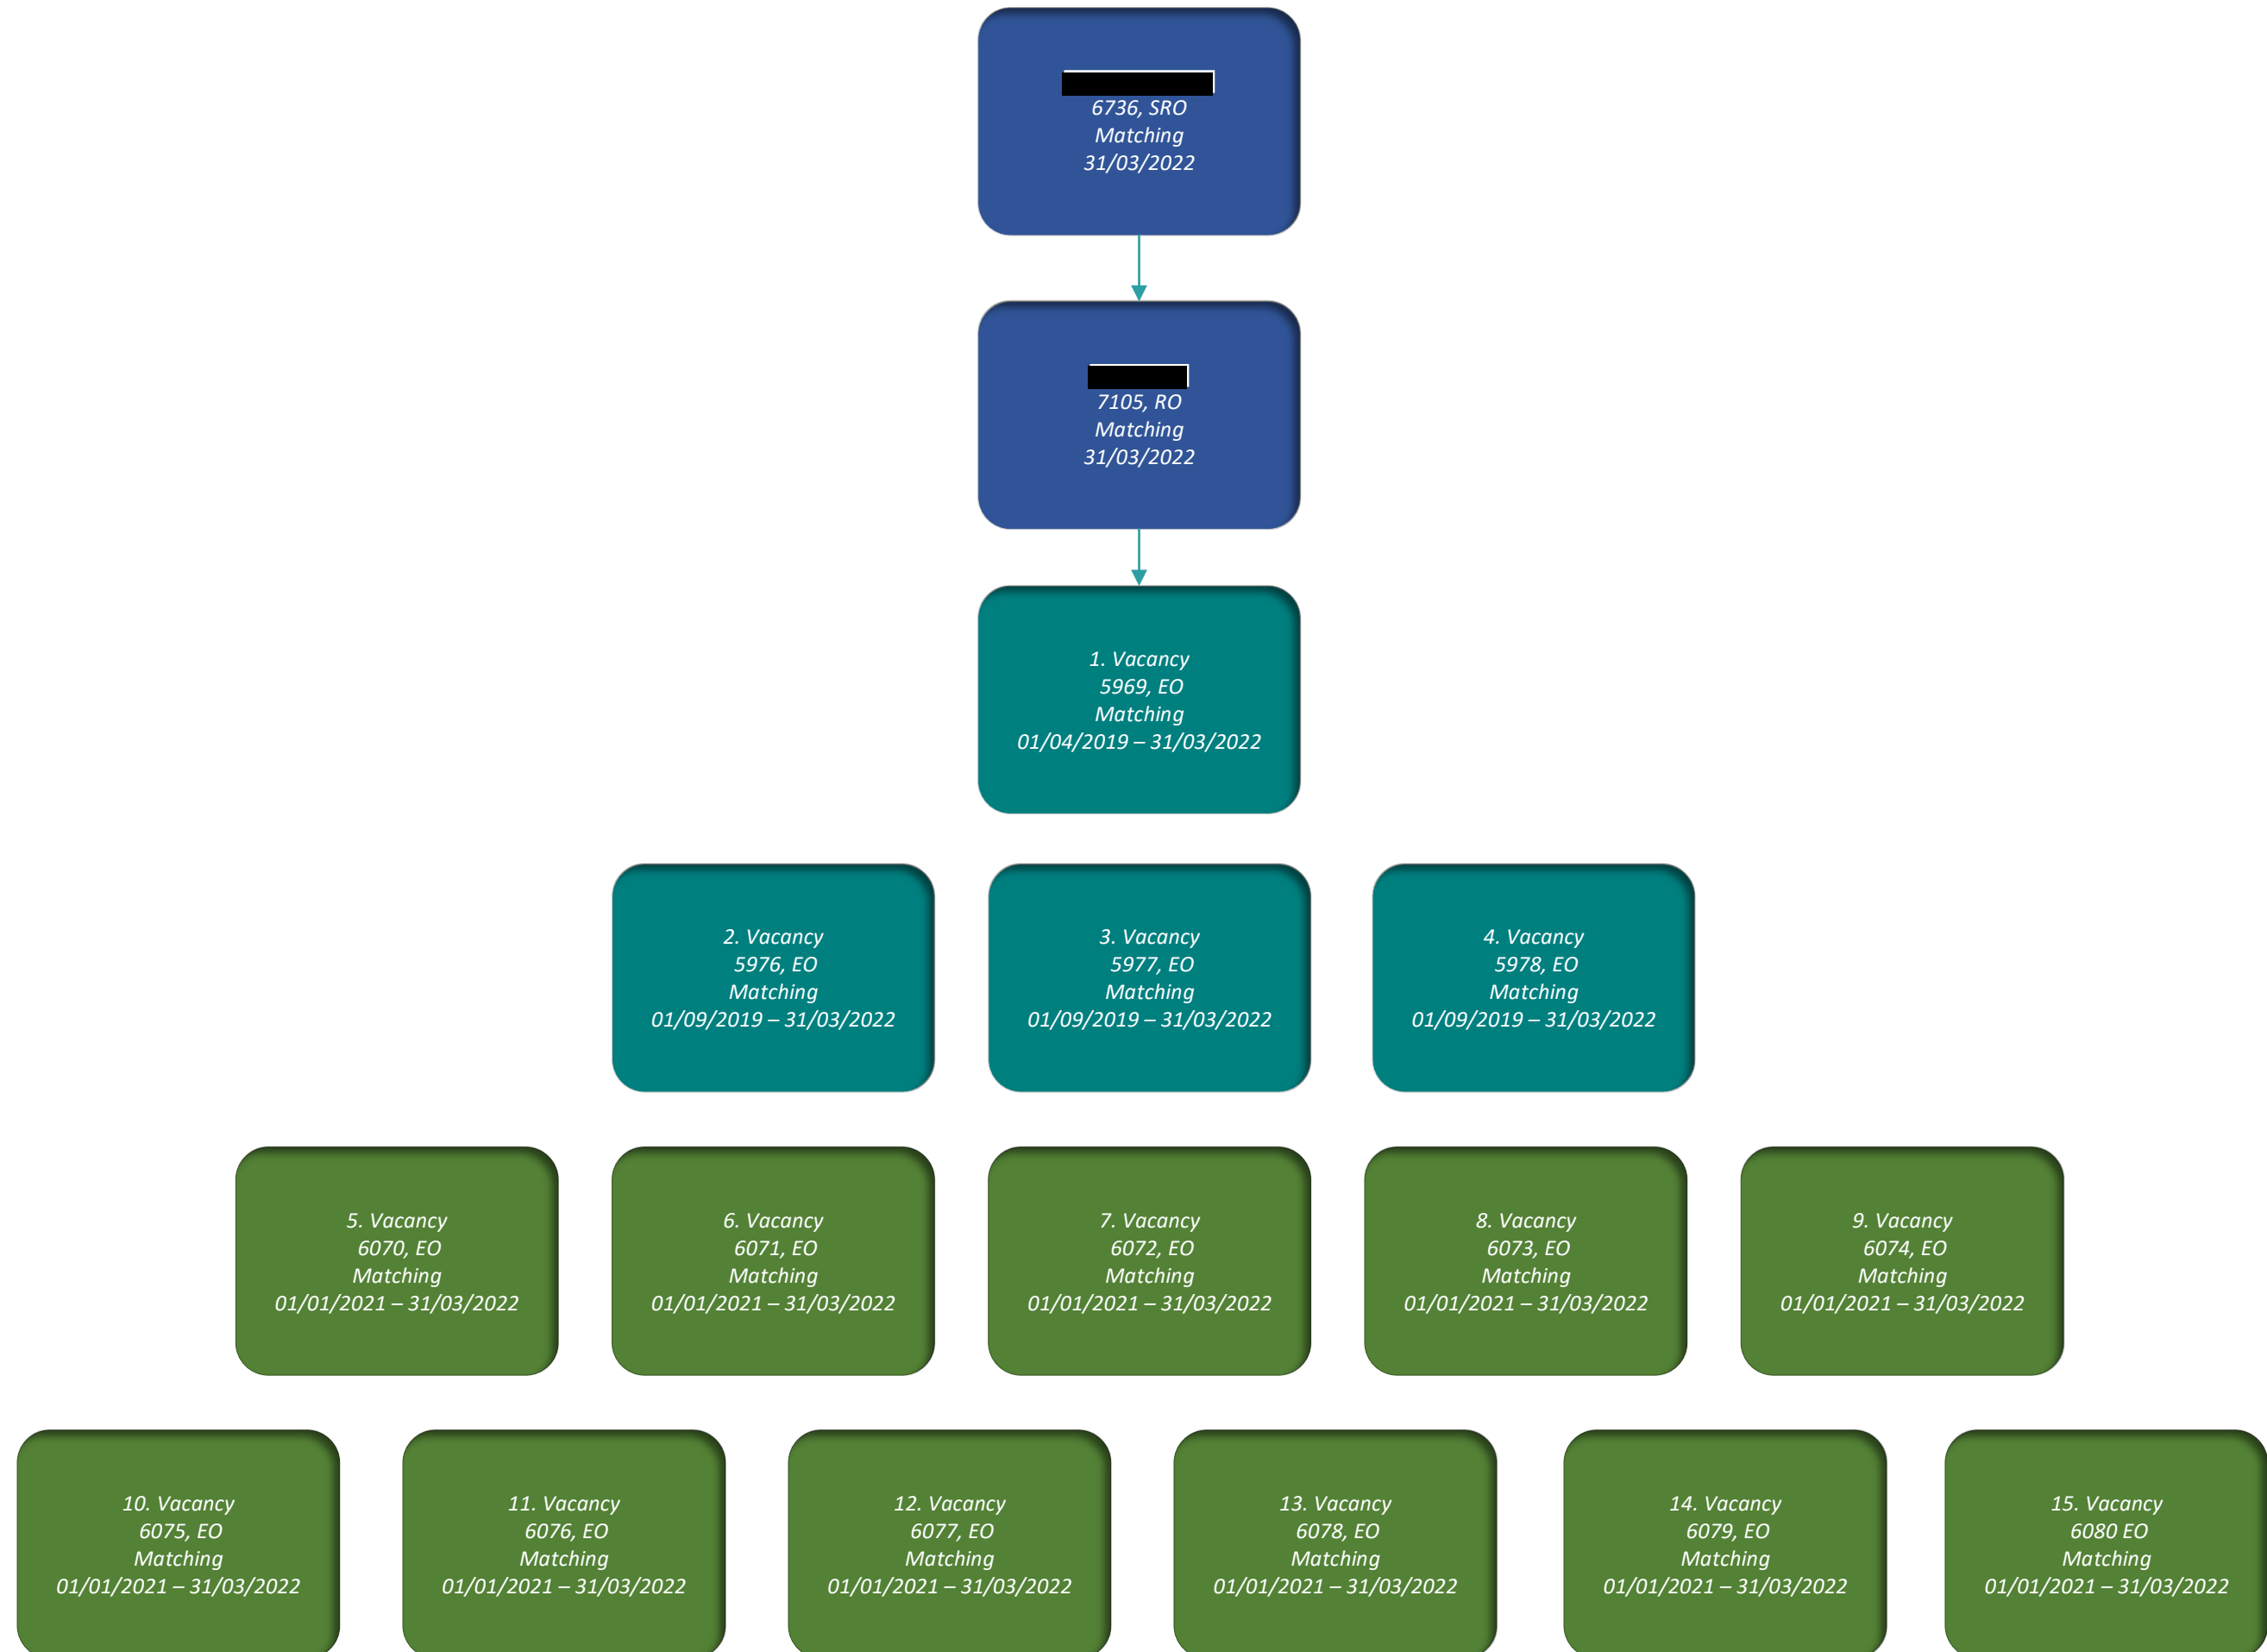 6736, SRO
Matching
31/03/2022
7105, RO
Matching
31/03/2022
1. Vacancy
5969, EO
Matching
01/04/2019 – 31/03/2022
2. Vacancy
5976, EO
Matching
01/09/2019 – 31/03/2022
3. Vacancy
5977, EO
Matching
01/09/2019 – 31/03/2022
4. Vacancy
5978, EO
Matching
01/09/2019 – 31/03/2022
5. Vacancy
6070, EO
Matching
01/01/2021 – 31/03/2022
6. Vacancy
6071, EO
Matching
01/01/2021 – 31/03/2022
7. Vacancy
6072, EO
Matching
01/01/2021 – 31/03/2022
8. Vacancy
6073, EO
Matching
01/01/2021 – 31/03/2022
9. Vacancy
6074, EO
Matching
01/01/2021 – 31/03/2022
10. Vacancy
6075, EO
Matching
01/01/2021 – 31/03/2022
11. Vacancy
6076, EO
Matching
01/01/2021 – 31/03/2022
12. Vacancy
6077, EO
Matching
01/01/2021 – 31/03/2022
13. Vacancy
6078, EO
Matching
01/01/2021 – 31/03/2022
14. Vacancy
6079, EO
Matching
01/01/2021 – 31/03/2022
15. Vacancy
6080 EO
Matching
01/01/2021 – 31/03/2022